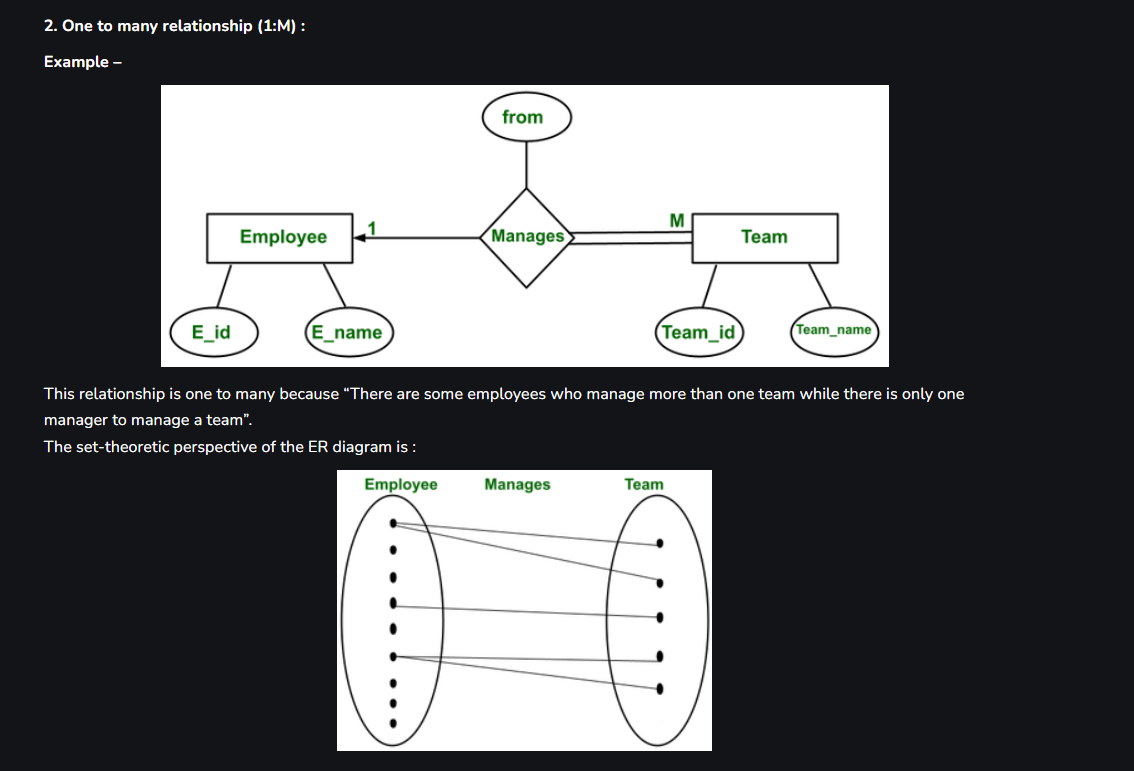 2. One to many relationship (1:M) :
Example –
from
Employee
1
Manages
M
Team
E_id
E_name
Team_id
Team_name
This relationship is one to many because “There are some employees who manage more than one team while there is only one
manager to manage a team”.
The set-theoretic perspective of the ER diagram is :
Employee
Manages
Team